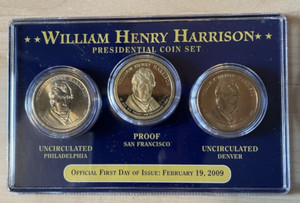 ★★ WILLIAM HENRY HARRISON ★★
PRESIDENTIAL COIN SET
UNCIRCULATED
PHILADELPHIA
PROOF
SAN FRANCISCO
UNCIRCULATED
DENVER
OFFICIAL FIRST DAY OF ISSUE: FEBRUARY 19, 2009